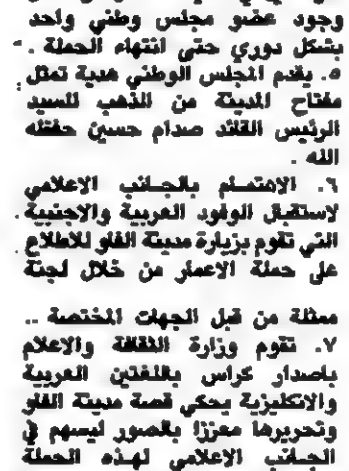 وجود عضو مجلس وطني واحد
بشكل دوري حتى انتهاء الحملة .
٥. يقدم المجلس الوطني هدية تمثل
مفتاح المدينة من الذهب للسيد
الرئيس القائد صدام حسين حفظه
الله .
٦. الاهتمام بالجانب الاعلامي
لاستقبال الوفود العربية والاجنبية
التي تقوم بزيارة مدينة الفاو للاطلاع
على حملة الاعمار من خلال لجنة
ممثلة من قبل الجهات المختصة ..
٧. تقوم وزارة الثقافة والاعلام
باصدار كراس باللغتين العربية
والانكليزية يحكي قصة مدينة الفاو
وتحريرها معززا بالصور ليسهم في
الجانب الاعلامي لهذه الحملة